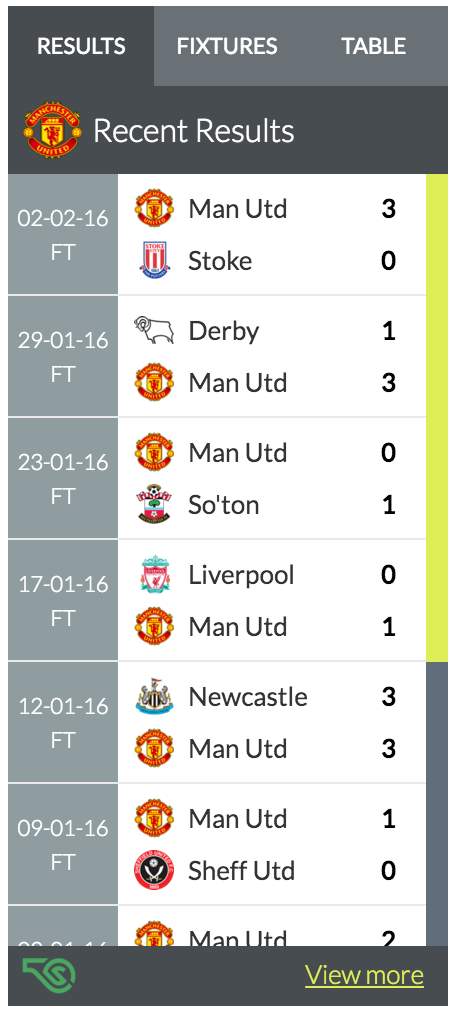 RESULTS FIXTURES TABLE
Recent Results
02-02-16
FT
Man Utd 3
Stoke 0
29-01-16
FT
Derby 1
Man Utd 3
23-01-16
FT
Man Utd 0
So'ton 1
17-01-16
FT
Liverpool 0
Man Utd 1
12-01-16
FT
Newcastle 3
Man Utd 3
09-01-16
FT
Man Utd 1
Sheff Utd 0
Man Utd 2
View more